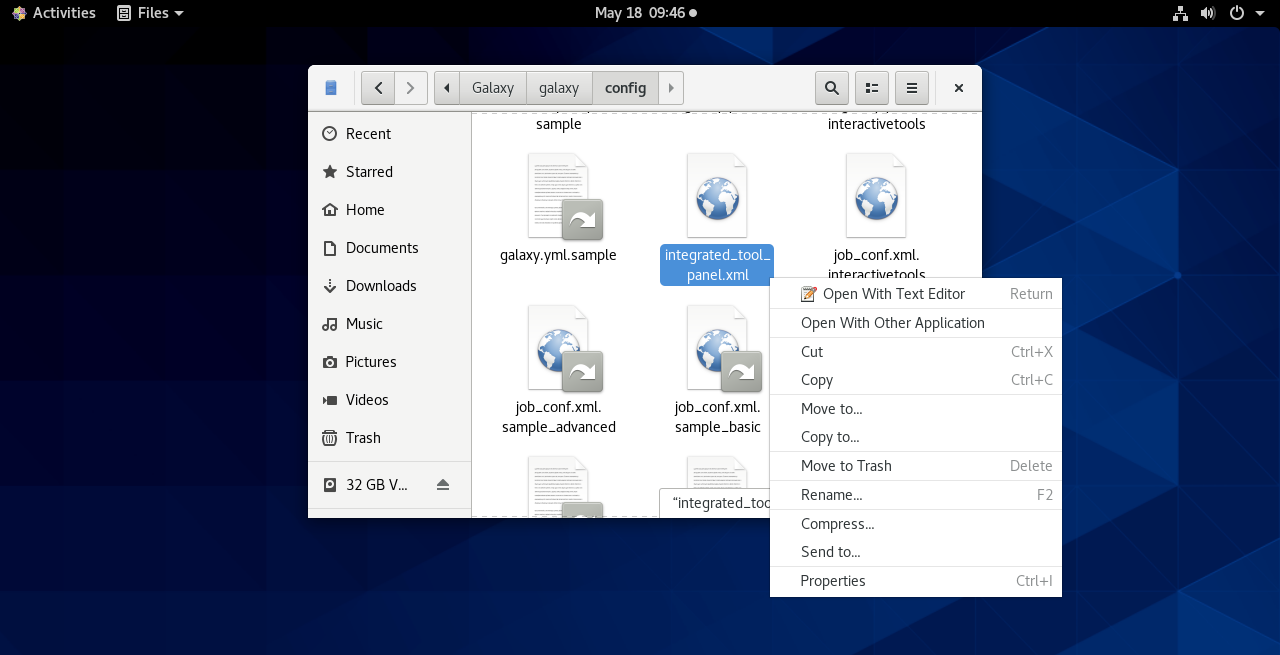 Activities Files May 18 09:46
Galaxy galaxy config
Recent
Starred
Home
Documents
Downloads
Music
Pictures
Videos
Trash
32 GB V...
sample
interactivetools
galaxy.yml.sample
integrated_tool_
panel.xml
job_conf.xml.
interactivetools
job_conf.xml.
sample_advanced
job_conf.xml.
sample_basic
“integrated_too
Open With Text Editor Return
Open With Other Application
Cut Ctrl+X
Copy Ctrl+C
Move to...
Copy to...
Move to Trash Delete
Rename... F2
Compress...
Send to...
Properties Ctrl+I